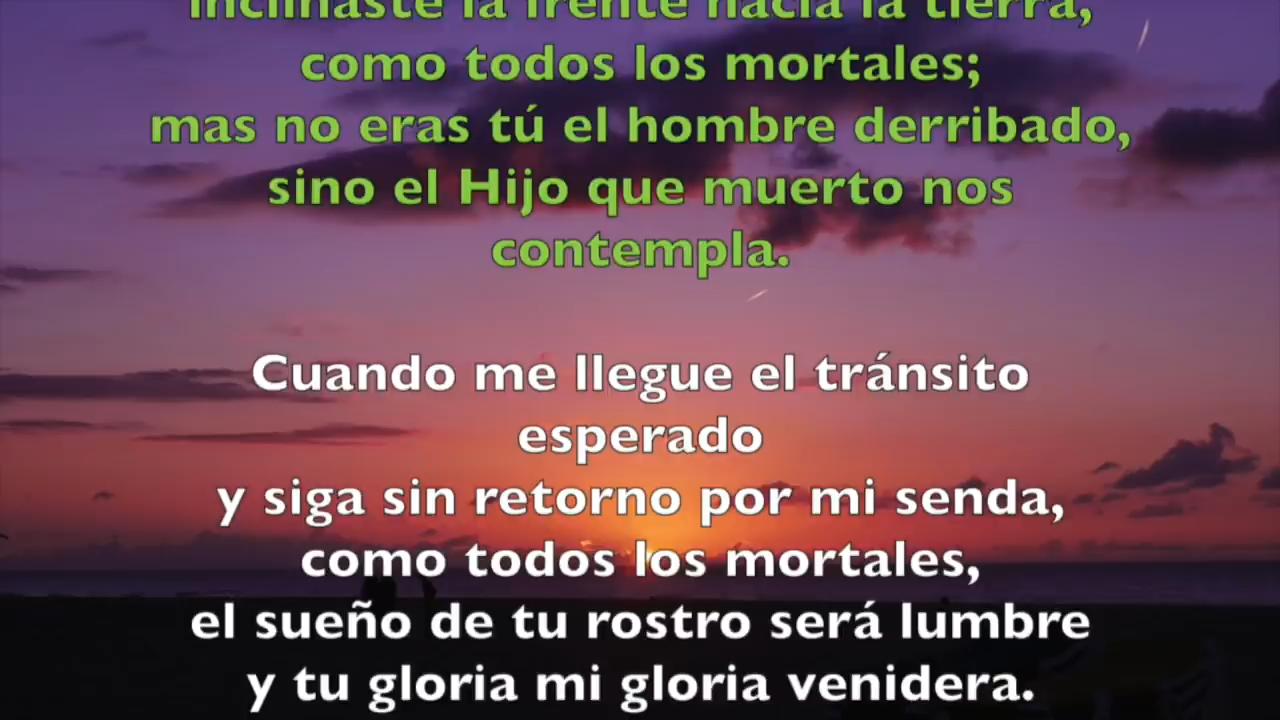 inclinaste la frente hacia la tierra,
como todos los mortales;
mas no eras tú el hombre derribado,
sino el Hijo que muerto nos
contempla.
Cuando me llegue el tránsito
esperado
y siga sin retorno por mi senda,
como todos los mortales,
el sueño de tu rostro será lumbre
y tu gloria mi gloria venidera.